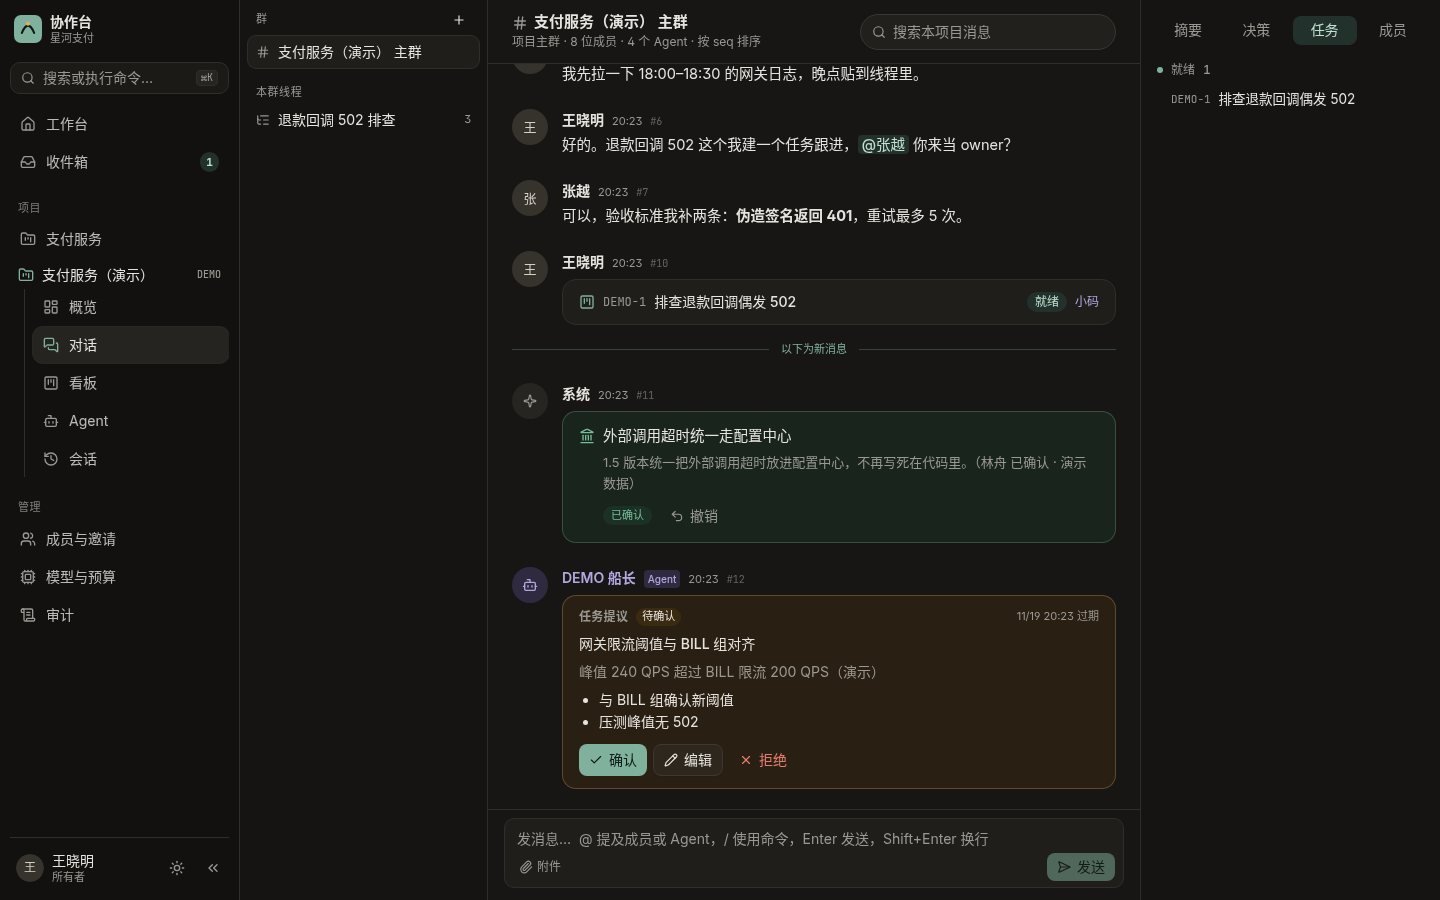 协作台
星河支付
搜索或执行命令... ⌘K
工作台
收件箱 1
项目
支付服务
支付服务（演示） DEMO
概览
对话
看板
Agent
会话
管理
成员与邀请
模型与预算
审计
王 王晓明
所有者
群
支付服务（演示） 主群
本群线程
退款回调 502 排查 3
# 支付服务（演示） 主群
项目主群 · 8 位成员 · 4 个 Agent · 按 seq 排序
搜索本项目消息
我先拉一下 18:00–18:30 的网关日志，晚点贴到线程里。
王 王晓明 20:23 #6
好的。退款回调 502 这个我建一个任务跟进，@张越 你来当 owner？
张 张越 20:23 #7
可以，验收标准我补两条：伪造签名返回 401，重试最多 5 次。
王 王晓明 20:23 #10
DEMO-1 排查退款回调偶发 502 就绪 小码
以下为新消息
系统 20:23 #11
外部调用超时统一走配置中心
1.5 版本统一把外部调用超时放进配置中心，不再写死在代码里。（林舟 已确认 · 演示
数据）
已确认 撤销
DEMO 船长 Agent 20:23 #12
任务提议 待确认 11/19 20:23 过期
网关限流阈值与 BILL 组对齐
峰值 240 QPS 超过 BILL 限流 200 QPS（演示）
• 与 BILL 组确认新阈值
• 压测峰值无 502
确认 编辑 拒绝
发消息... @ 提及成员或 Agent，/ 使用命令，Enter 发送，Shift+Enter 换行
附件 发送
摘要 决策 任务 成员
就绪 1
DEMO-1 排查退款回调偶发 502